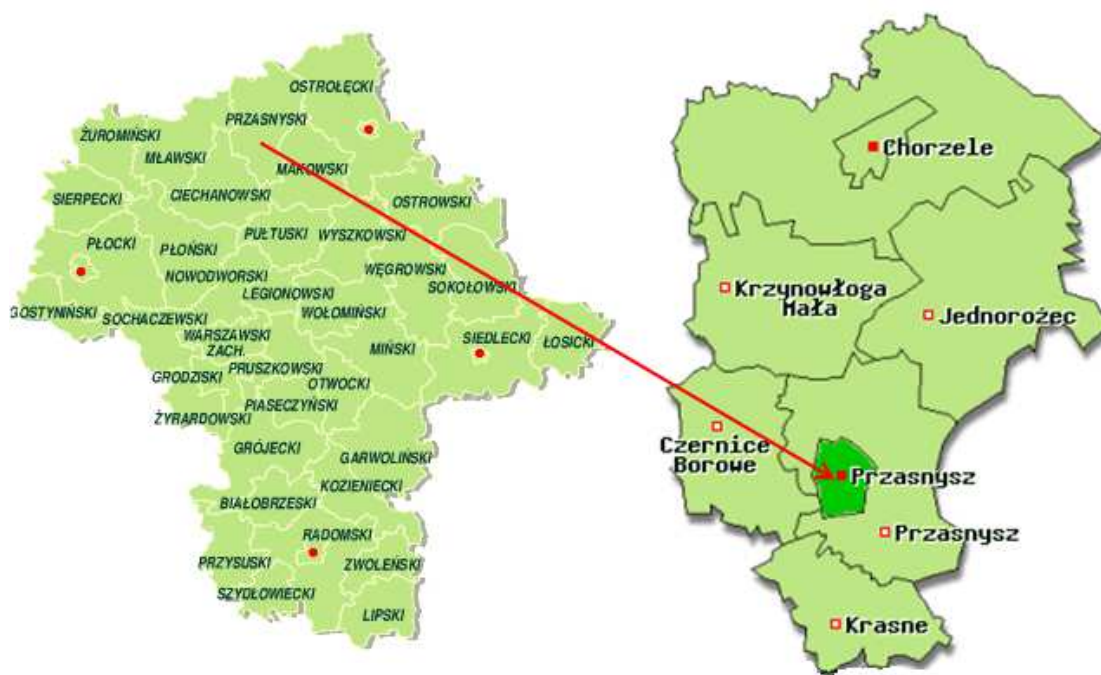 OSTROŁĘCKI
PRZASNYSKI
ŻUROMIŃSKI
MŁAWSKI
MAKOWSKI
CIECHANOWSKI
SIERPECKI
OSTROWSKI
PŁOCKI
PŁOŃSKI
PUŁTUSKI
WYSZKOWSKI
NOWODWORSKI
WĘGROWSKI
SOKOŁOWSKI
LEGIONOWSKI
GOSTYNIŃSKI
SOCHACZEWSKI
WOŁOMIŃSKI
WARSZAWSKI
ZACH.
MIŃSKI
SIEDLECKI
ŁOSICKI
GRODZISKI
PRUSZKOWSKI
OTWOCKI
PIASECZYŃSKI
ŻYRARDOWSKI
GRÓJECKI
GARWOLIŃSKI
KOZIENIECKI
BIAŁOBRZESKI
RADOMSKI
PRZYSUSKI
ZWOLEŃSKI
SZYDŁOWIECKI
LIPSKI
Chorzele
Krzynowłoga
Mała
Jednorożec
Czernice
Borowe
Przasnysz
Przasnysz
Krasne